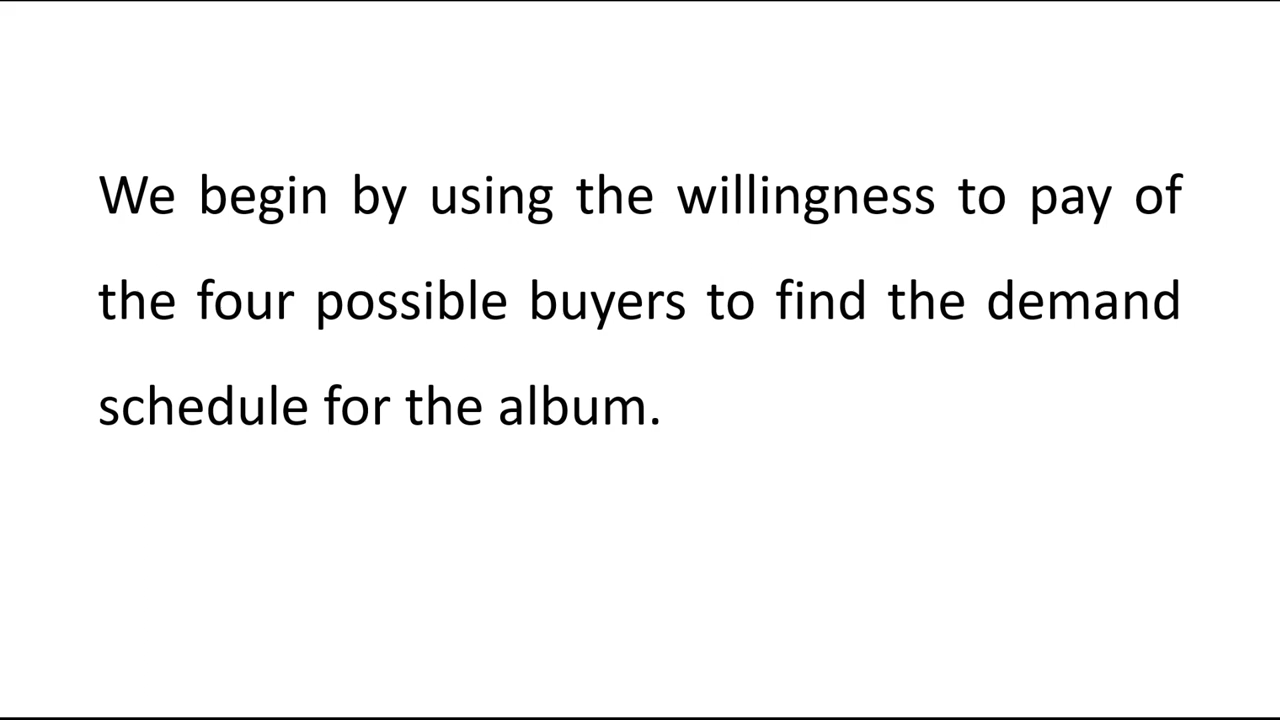 We begin by using the willingness to pay of
the four possible buyers to find the demand
schedule for the album.